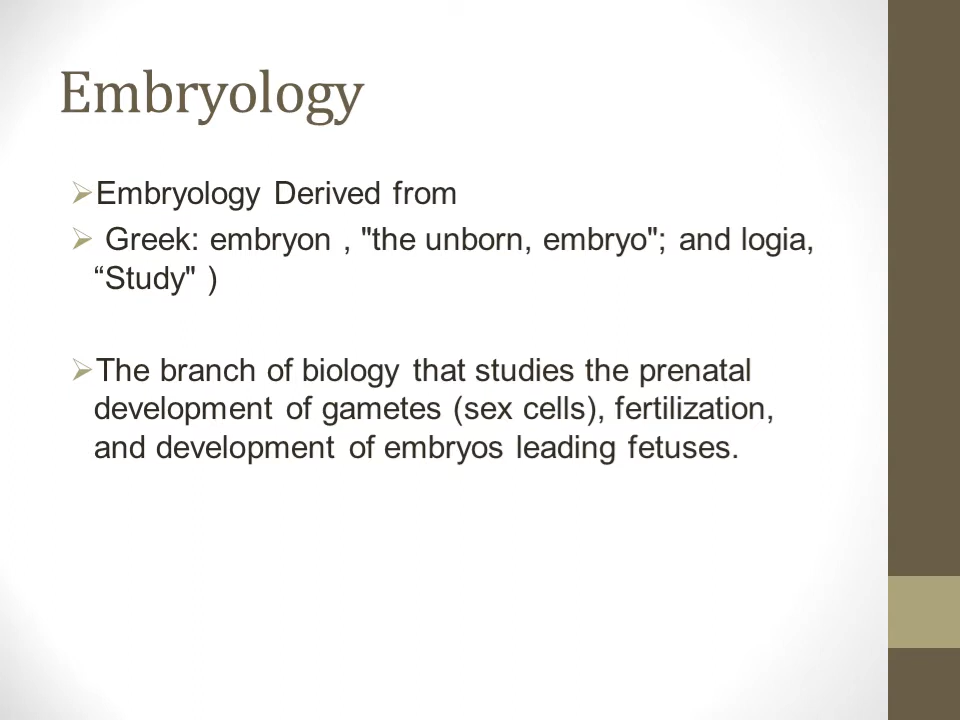 Embryology
➢Embryology Derived from
➢ Greek: embryon , "the unborn, embryo"; and logia,
“Study" )
➢The branch of biology that studies the prenatal
development of gametes (sex cells), fertilization,
and development of embryos leading fetuses.